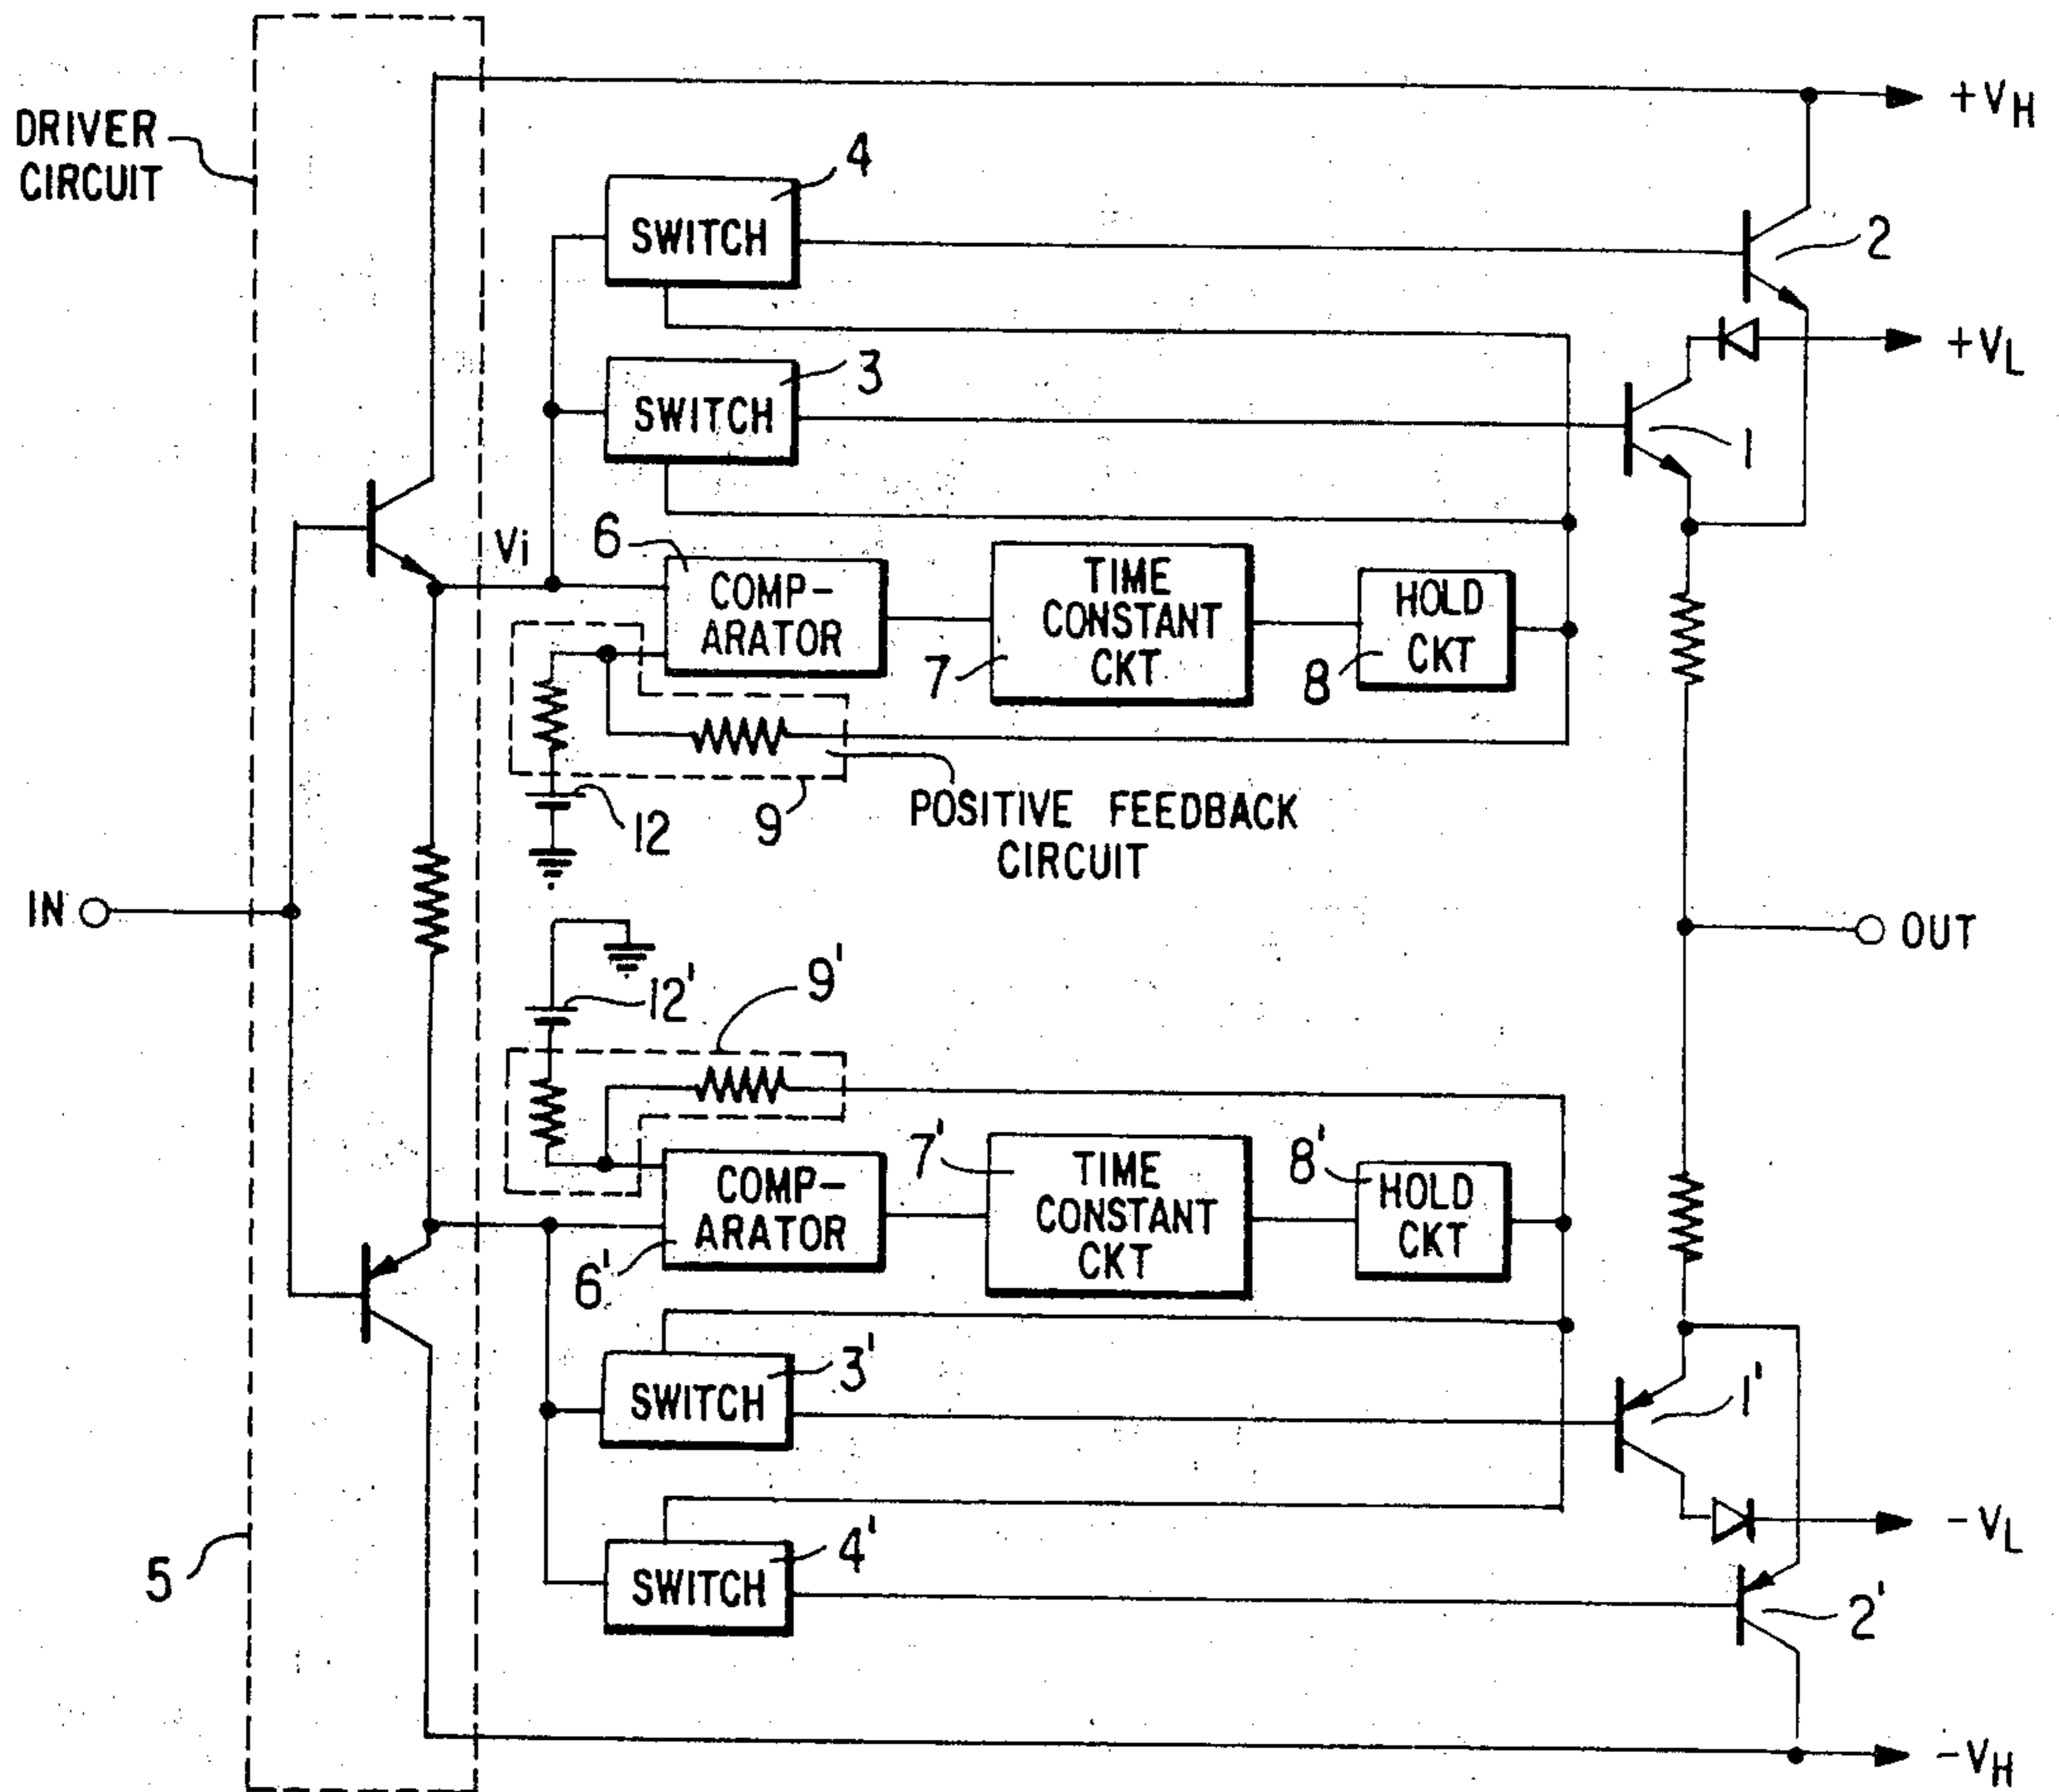 DRIVER
CIRCUIT
+VH
4
SWITCH
2
+VL
3
SWITCH
1
Vi
6
COMP-
ARATOR
TIME
CONSTANT
CKT
7
HOLD
CKT
8
12
9
POSITIVE FEEDBACK
CIRCUIT
IN
OUT
12'
9'
COMP-
ARATOR
6'
7'
TIME
CONSTANT
CKT
8'
HOLD
CKT
3'
SWITCH
1'
-VL
4'
SWITCH
2'
5
-VH